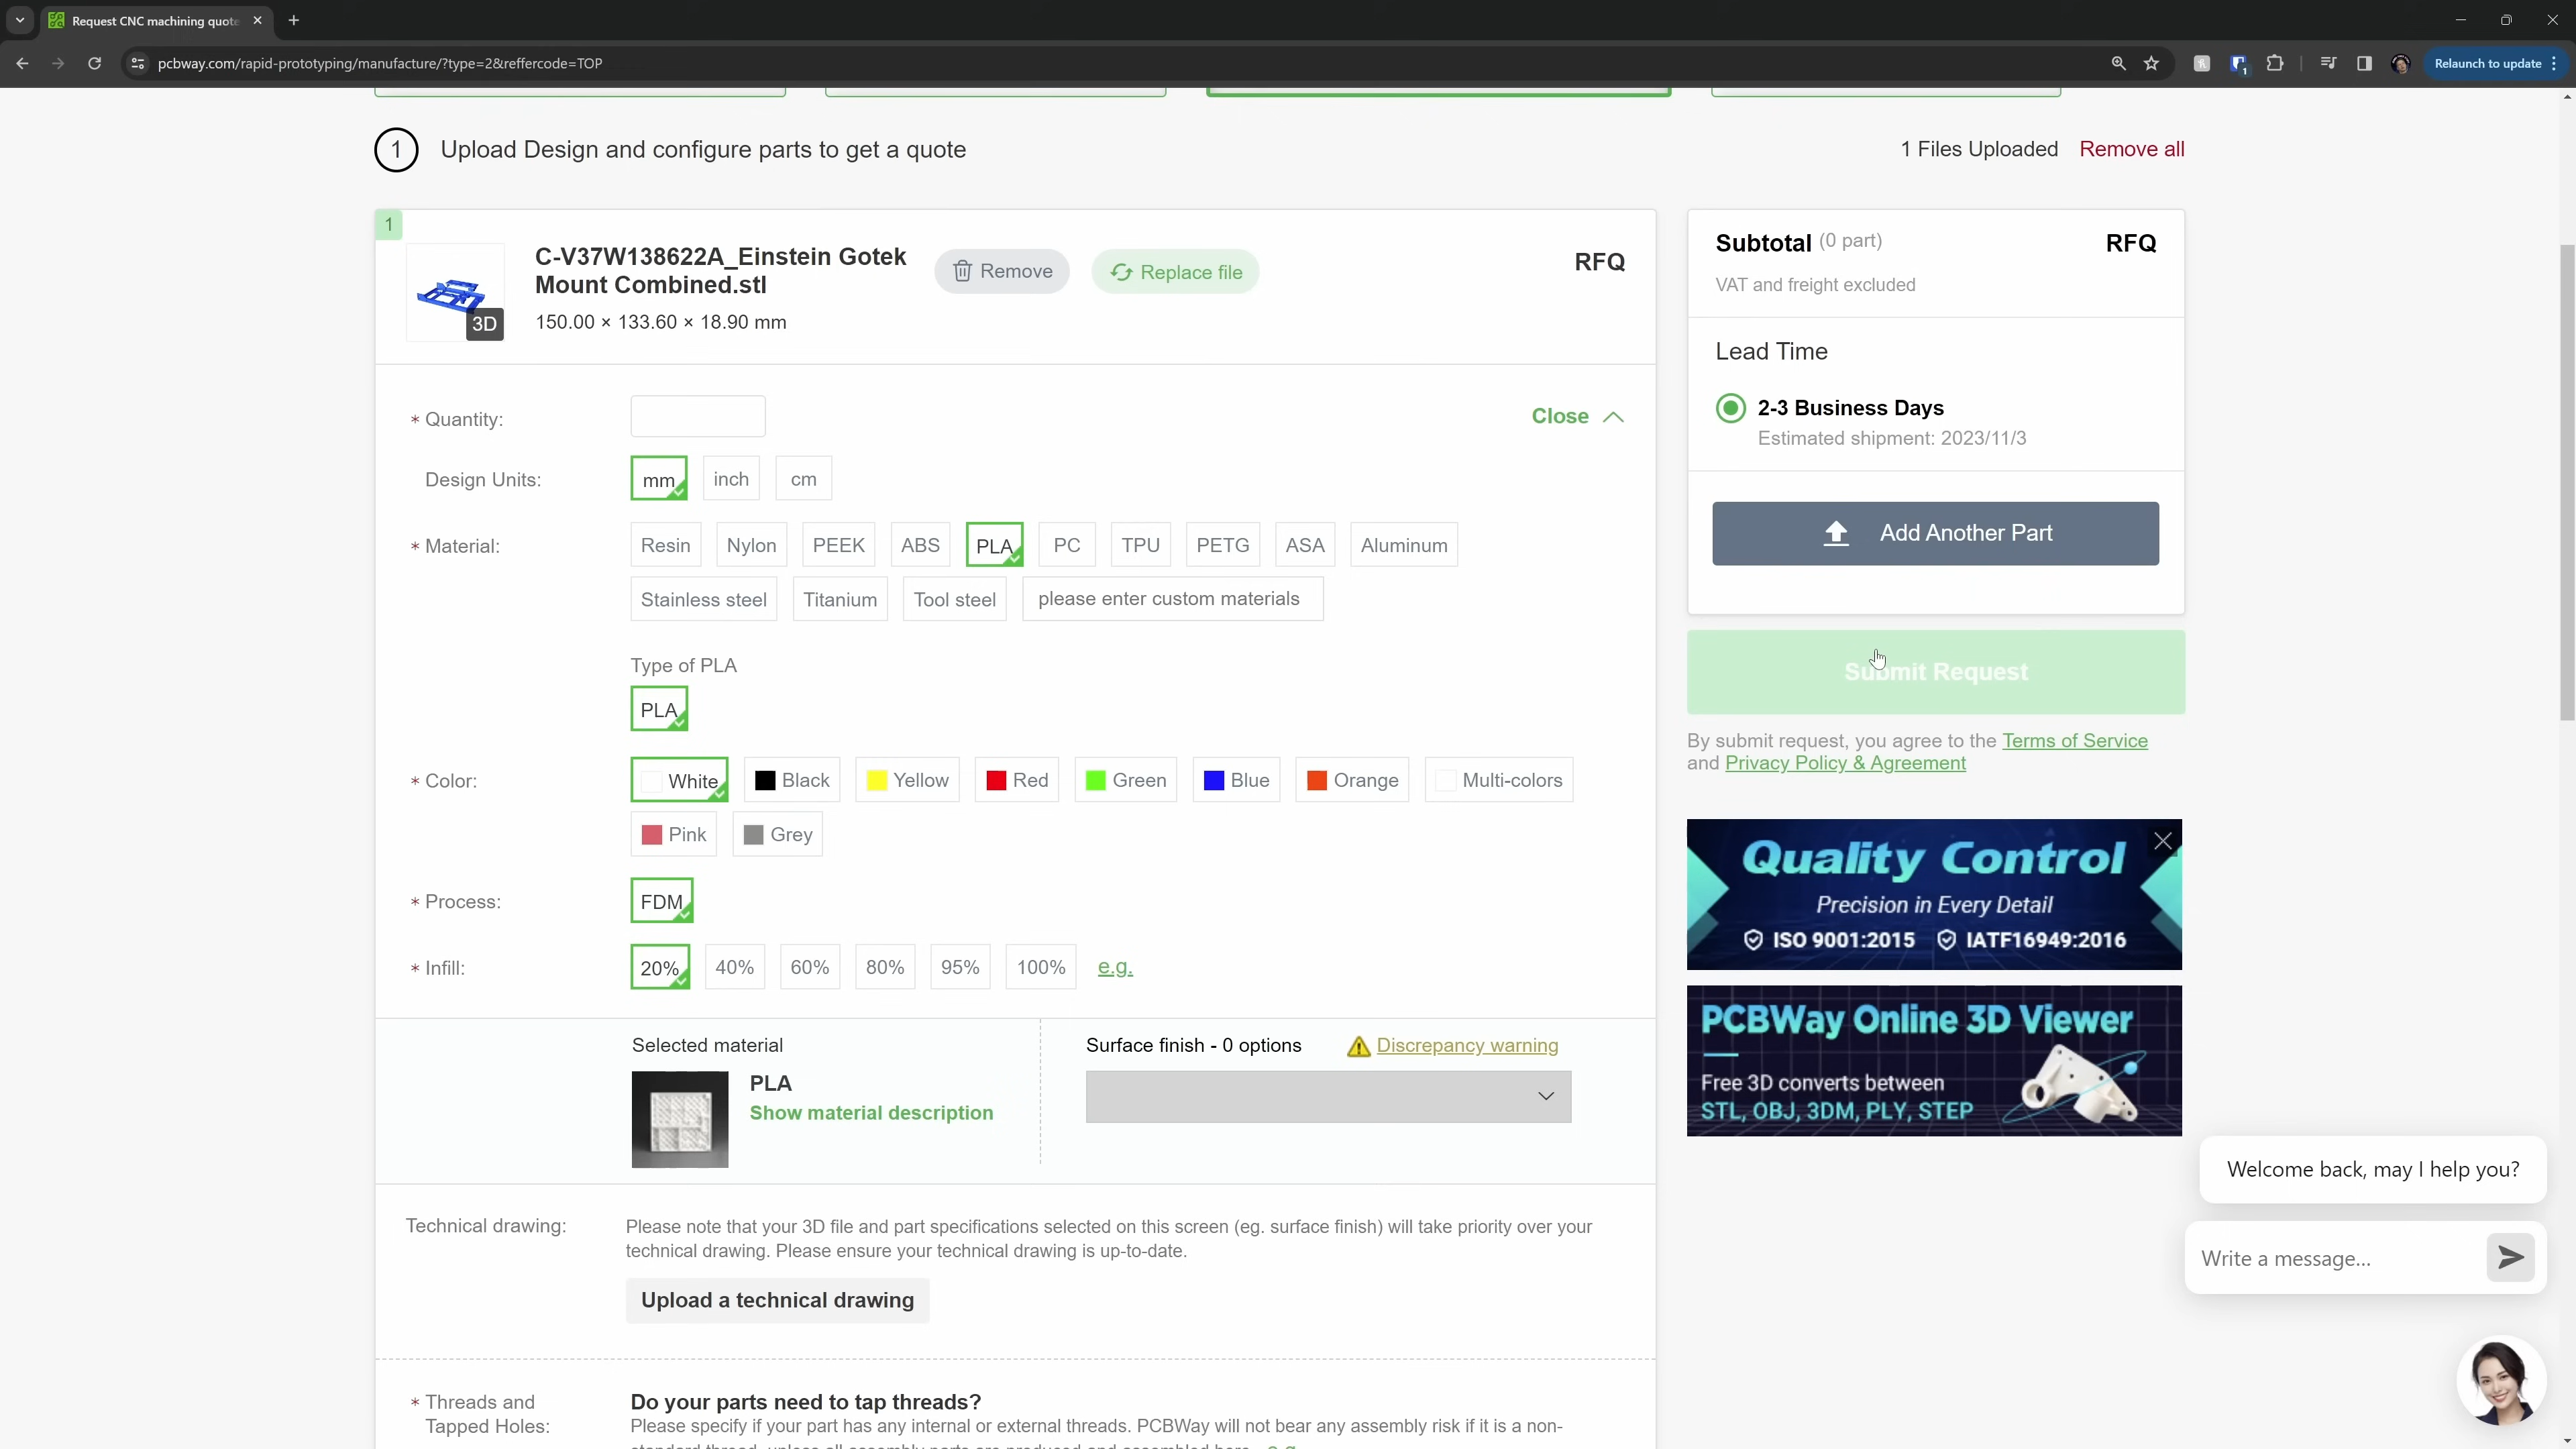 Request CNC machining quote
pcbway.com/rapid-prototyping/manufacture/?type=2&reffercode=TOP
1
Relaunch to update
1 Upload Design and configure parts to get a quote
1 Files Uploaded Remove all
1
C-V37W138622A_Einstein Gotek
Mount Combined.stl
150.00 × 133.60 × 18.90 mm
3D
Remove
Replace file
RFQ
* Quantity:
Close
Design Units:
mm inch cm
* Material:
Resin Nylon PEEK ABS PLA PC TPU PETG ASA Aluminum
Stainless steel Titanium Tool steel please enter custom materials
Type of PLA
PLA
* Color:
White Black Yellow Red Green Blue Orange Multi-colors
Pink Grey
* Process:
FDM
* Infill:
20% 40% 60% 80% 95% 100% e.g.
Selected material
PLA
Show material description
Surface finish - 0 options Discrepancy warning
Technical drawing:
Please note that your 3D file and part specifications selected on this screen (eg. surface finish) will take priority over your
technical drawing. Please ensure your technical drawing is up-to-date.
Upload a technical drawing
* Threads and
Tapped Holes:
Do your parts need to tap threads?
Please specify if your part has any internal or external threads. PCBWay will not bear any assembly risk if it is a non-
Subtotal (0 part) RFQ
VAT and freight excluded
Lead Time
2-3 Business Days
Estimated shipment: 2023/11/3
Add Another Part
Submit Request
By submit request, you agree to the Terms of Service
and Privacy Policy & Agreement
Quality Control
Precision in Every Detail
ISO 9001:2015 IATF16949:2016
PCBWay Online 3D Viewer
Free 3D converts between
STL, OBJ, 3DM, PLY, STEP
Welcome back, may I help you?
Write a message...